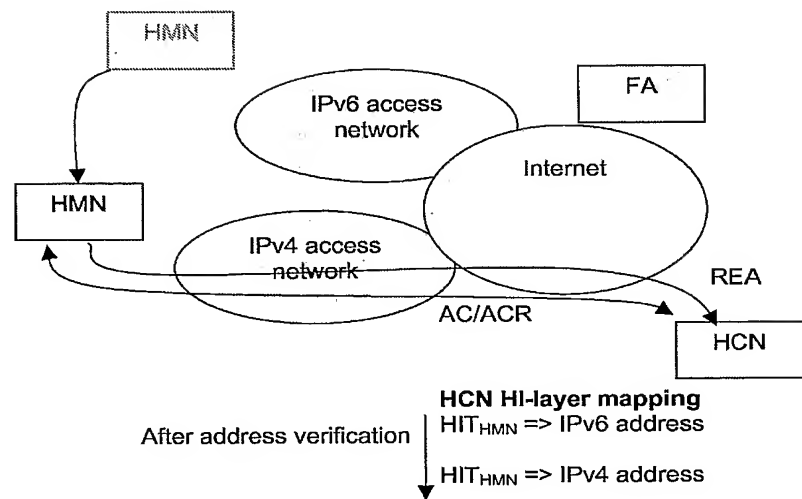 HMN
IPv6 access
network
FA
Internet
HMN
IPv4 access
network
REA
AC/ACR
HCN
HCN HI-layer mapping
After address verification
HIT_HMN => IPv6 address
HIT_HMN => IPv4 address